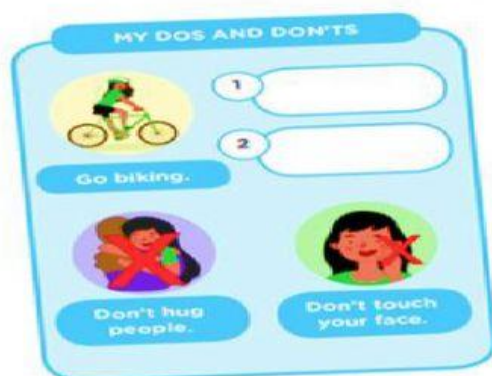 MY DOS AND DON'TS
1
Go biking.
2
Don't hug
people.
Don't touch
your face.